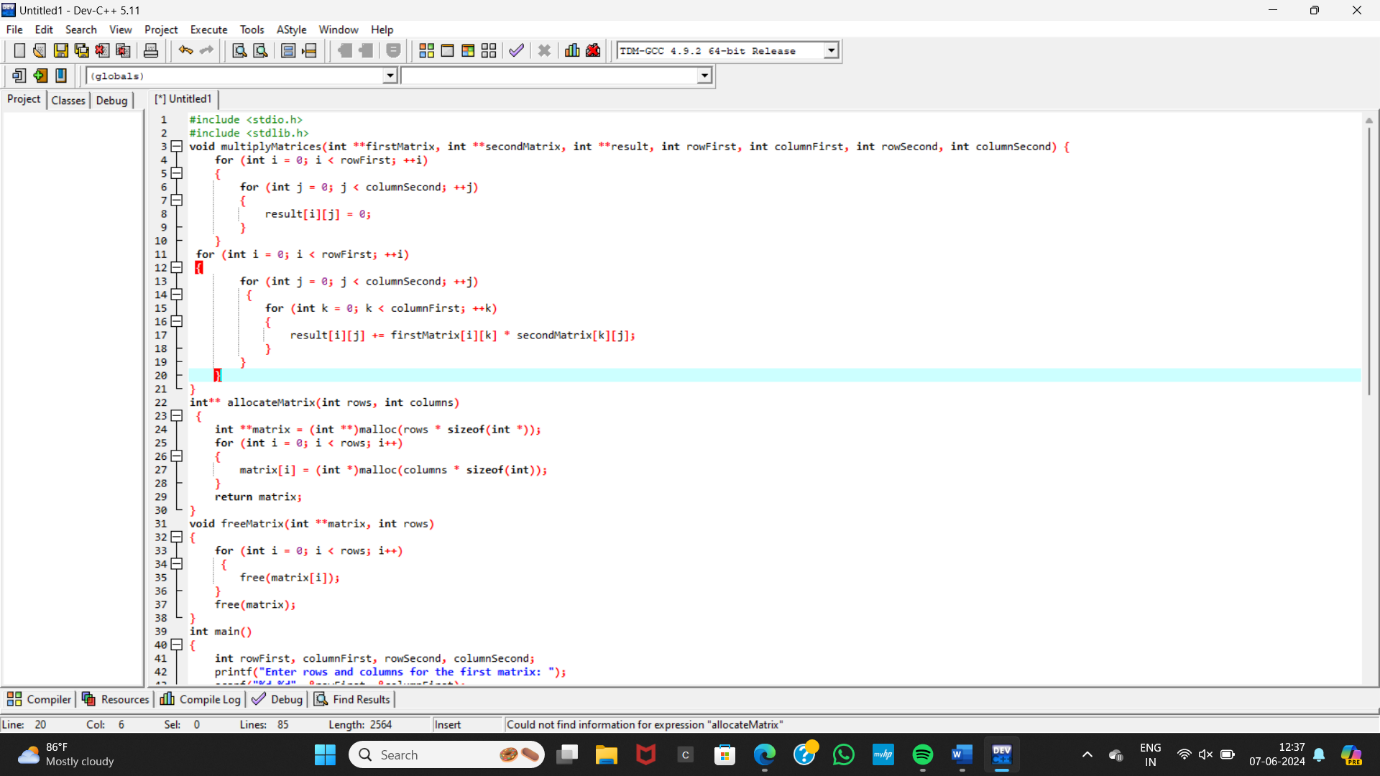 Untitled1 - Dev-C++ 5.11
File Edit Search View Project Execute Tools AStyle Window Help
TDM-GCC 4.9.2 64-bit Release
(globals)
Project Classes Debug [*] Untitled1
1 #include <stdio.h>
2 #include <stdlib.h>
3 void multiplyMatrices(int **firstMatrix, int **secondMatrix, int **result, int rowFirst, int columnFirst, int rowSecond, int columnSecond) {
4 for (int i = 0; i < rowFirst; ++i)
5 {
6 for (int j = 0; j < columnSecond; ++j)
7 {
8 result[i][j] = 0;
9 }
10 }
11 for (int i = 0; i < rowFirst; ++i)
12 {
13 for (int j = 0; j < columnSecond; ++j)
14 {
15 for (int k = 0; k < columnFirst; ++k)
16 {
17 result[i][j] += firstMatrix[i][k] * secondMatrix[k][j];
18 }
19 }
20 }
21 }
22 int** allocateMatrix(int rows, int columns)
23 {
24 int **matrix = (int **)malloc(rows * sizeof(int *));
25 for (int i = 0; i < rows; i++)
26 {
27 matrix[i] = (int *)malloc(columns * sizeof(int));
28 }
29 return matrix;
30 }
31 void freeMatrix(int **matrix, int rows)
32 {
33 for (int i = 0; i < rows; i++)
34 {
35 free(matrix[i]);
36 }
37 free(matrix);
38 }
39 int main()
40 {
41 int rowFirst, columnFirst, rowSecond, columnSecond;
42 printf("Enter rows and columns for the first matrix: ");
Compiler Resources Compile Log Debug Find Results
Line: 20 Col: 6 Sel: 0 Lines: 85 Length: 2564 Insert Could not find information for expression "allocateMatrix"
86°F
Mostly cloudy
Search
C
myhp
W
DEV
ENG
IN
12:37
07-06-2024
PRE